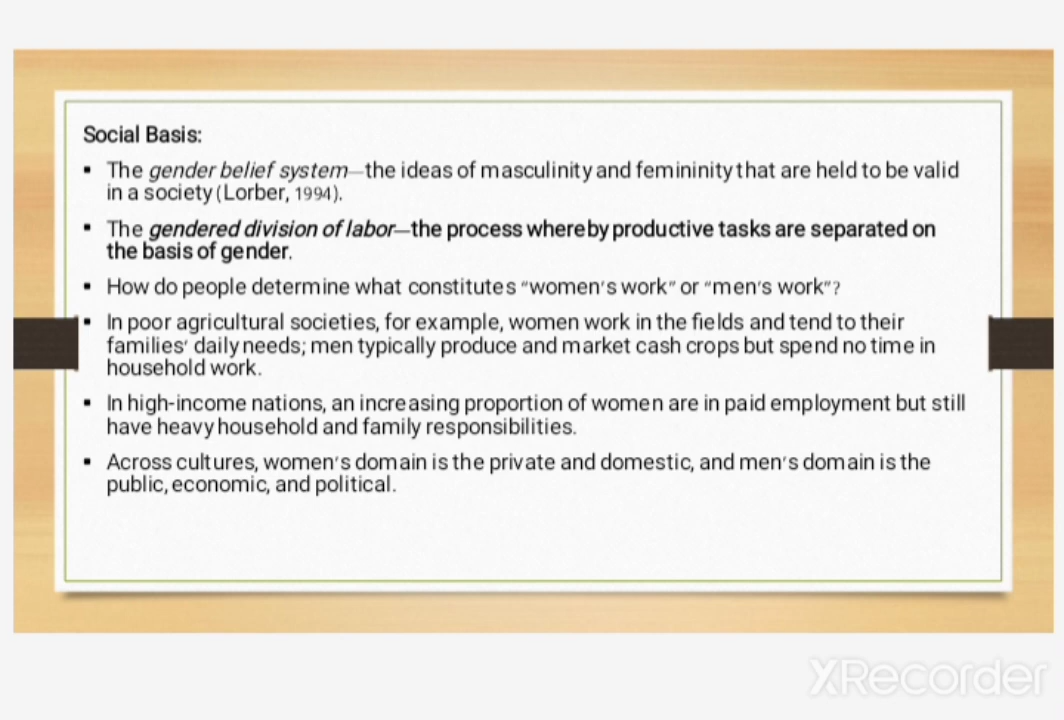 Social Basis:
▪ The gender belief system—the ideas of masculinity and femininity that are held to be valid
in a society (Lorber, 1994).
▪ The gendered division of labor—the process whereby productive tasks are separated on
the basis of gender.
▪ How do people determine what constitutes “women's work” or “men's work”?
▪ In poor agricultural societies, for example, women work in the fields and tend to their
families' daily needs; men typically produce and market cash crops but spend no time in
household work.
▪ In high-income nations, an increasing proportion of women are in paid employment but still
have heavy household and family responsibilities.
▪ Across cultures, women's domain is the private and domestic, and men's domain is the
public, economic, and political.
XRecorder